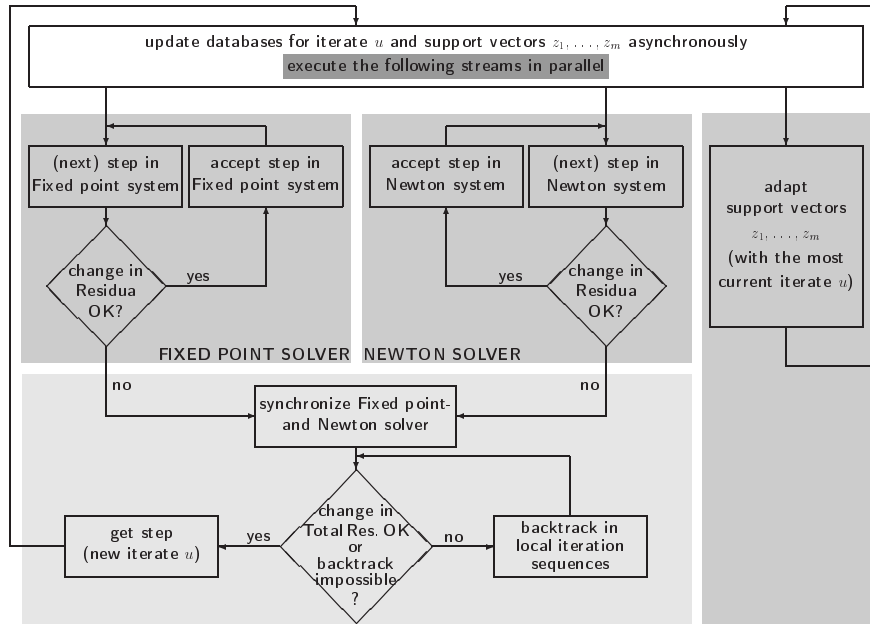 update databases for iterate u and support vectors z₁, . . . , zₘ asynchronously
execute the following streams in parallel
(next) step in
Fixed point system
accept step in
Fixed point system
change in
Residua
OK?
yes
FIXED POINT SOLVER
accept step in
Newton system
(next) step in
Newton system
yes
change in
Residua
OK?
NEWTON SOLVER
adapt
support vectors
z₁, . . . , zₘ
(with the most
current iterate u)
no
no
synchronize Fixed point-
and Newton solver
get step
(new iterate u)
yes
change in
Total Res. OK
or
backtrack
impossible
?
no
backtrack in
local iteration
sequences